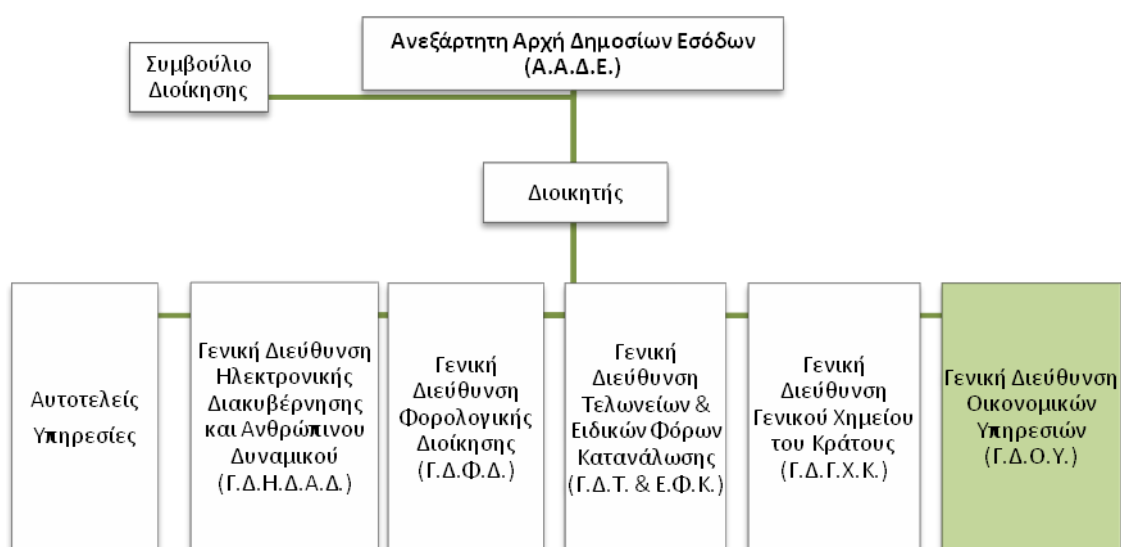 Ανεξάρτητη Αρχή Δημοσίων Εσόδων
(Α.Α.Δ.Ε.)
Συμβούλιο
Διοίκησης
Διοικητής
Αυτοτελείς
Υπηρεσίες
Γενική Διεύθυνση
Ηλεκτρονικής
Διακυβέρνησης
και Ανθρώπινου
Δυναμικού
(Γ.Δ.Η.Δ.Α.Δ.)
Γενική
Διεύθυνση
Φορολογικής
Διοίκησης
(Γ.Δ.Φ.Δ.)
Γενική
Διεύθυνση
Τελωνείων &
Ειδικών Φόρων
Κατανάλωσης
(Γ.Δ.Τ. & Ε.Φ.Κ.)
Γενική
Διεύθυνση
Γενικού Χημείου
του Κράτους
(Γ.Δ.Γ.Χ.Κ.)
Γενική Διεύθυνση
Οικονομικών
Υπηρεσιών
(Γ.Δ.Ο.Υ.)